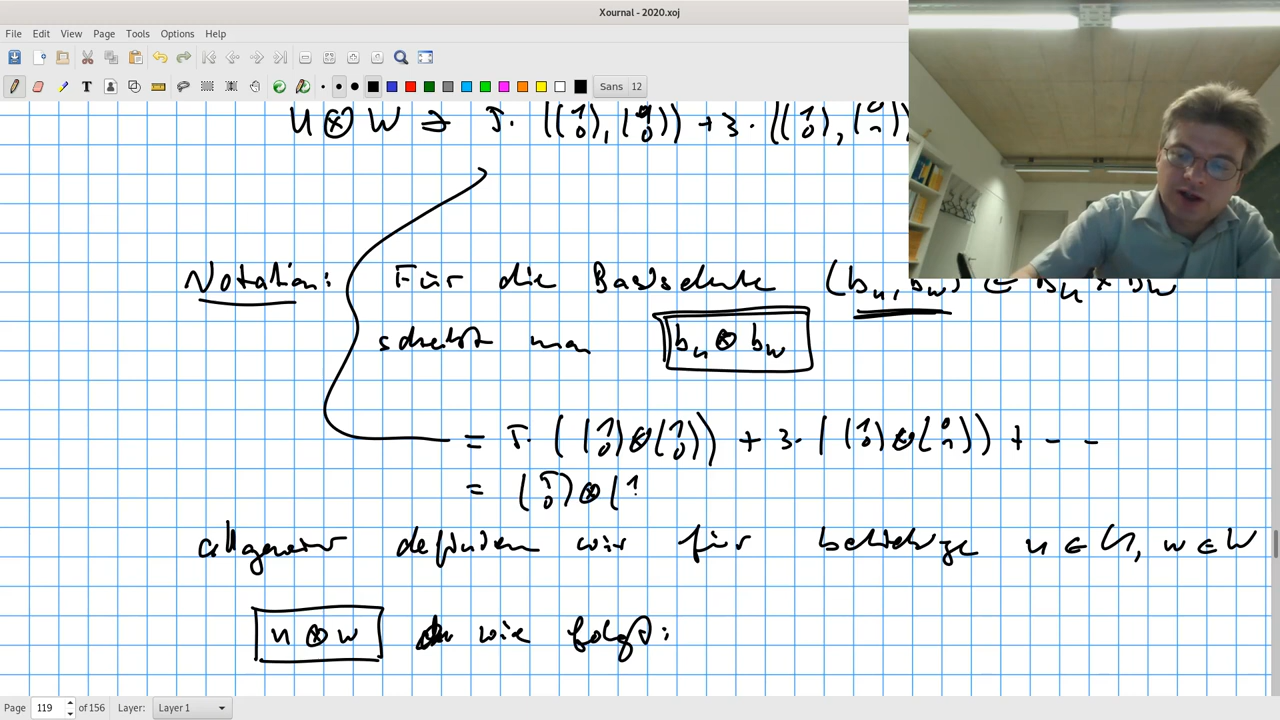 Xournal - 2020.xoj
File Edit View Page Tools Options Help
T Sans 12
U ⊗ W ∋ 5· ((1 0), (1 0)) + 3· ((1 0), (0 1))
Notation: Für die Basiselemente (b_u, b_w) ∈ B_u × B_w
schreibt man b_u ⊗ b_w
= 5· ((1 0) ⊗ (1 0)) + 3· ((1 0) ⊗ (0 1)) + - -
= (5 0) ⊗ (1
allgemeiner definieren wir für beliebige u ∈ U, w ∈ W
u ⊗ w wie folgt:
Page 119 of 156 Layer: Layer 1